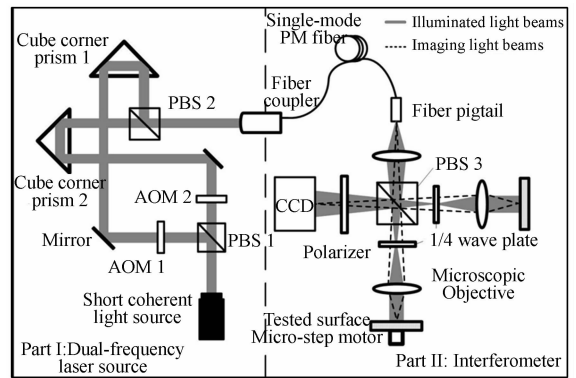 Single-mode
PM fiber
Illuminated light beams
Imaging light beams
Cube corner
prism 1
PBS 2
Fiber
coupler
Fiber pigtail
Cube corner
prism 2
AOM 2
PBS 3
CCD
Mirror
AOM 1
PBS 1
Polarizer
1/4 wave plate
Short coherent
light source
Microscopic
Objective
Tested surface
Micro-step motor
Part I:Dual-frequency
laser source
Part II: Interferometer